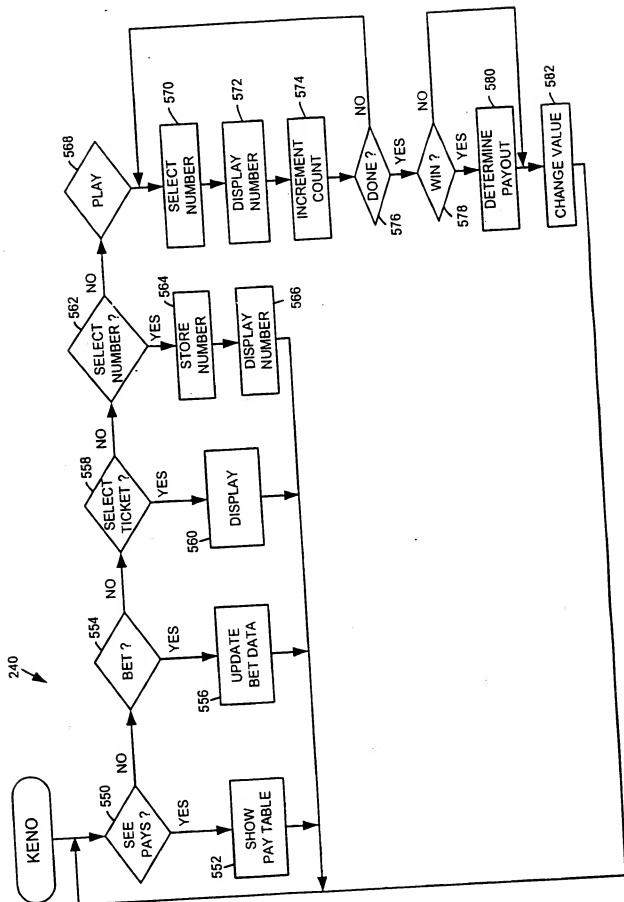 240
KENO
550
SEE
PAYS ?
NO
YES
552
SHOW
PAY TABLE
554
BET ?
NO
YES
556
UPDATE
BET DATA
558
SELECT
TICKET ?
NO
YES
560
DISPLAY
562
SELECT
NUMBER ?
NO
YES
564
STORE
NUMBER
566
DISPLAY
NUMBER
568
PLAY
570
SELECT
NUMBER
572
DISPLAY
NUMBER
574
INCREMENT
COUNT
DONE ?
576
NO
YES
WIN ?
578
NO
YES
580
DETERMINE
PAYOUT
582
CHANGE VALUE